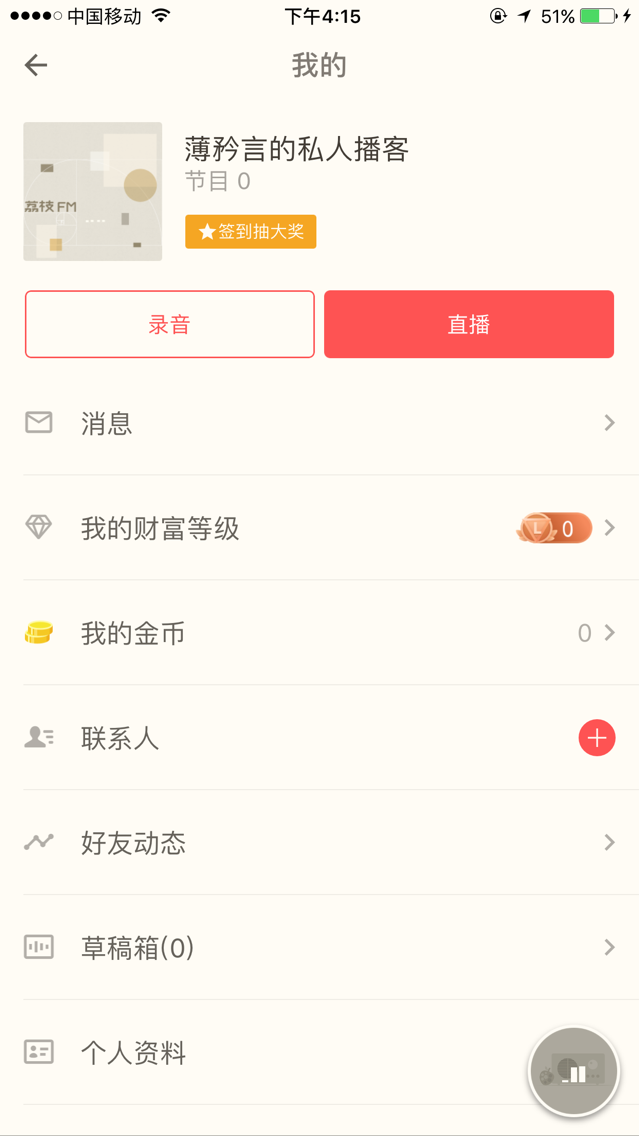 中国移动 下午4:15 51%
我的
薄矜言的私人播客
节目 0
荔枝FM
签到抽大奖
录音 直播
消息
我的财富等级 L 0
我的金币 0
联系人
好友动态
草稿箱(0)
个人资料